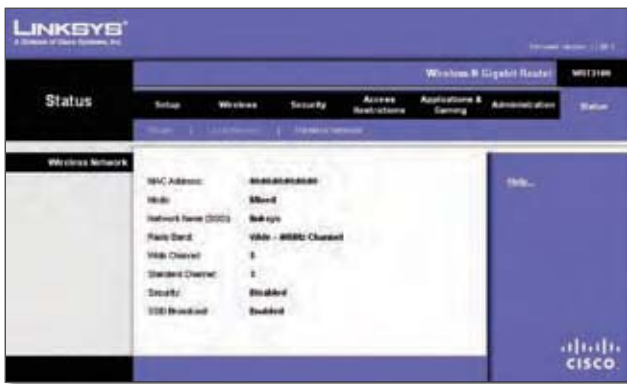 LINKSYS®
A Division of Cisco Systems, Inc.
Wireless-N Gigabit Router
Status
Setup
Wireless
Security
Access Restrictions
Applications & Gaming
Administration
Status
Wireless Network
Wireless Network
MAC Address:
Mode: Mixed
Network Name (SSID): linksys
Radio Band: Wide - 40MHz Channel
Wide Channel:
Standard Channel:
Security: Disabled
SSID Broadcast: Enabled
Help...
CISCO